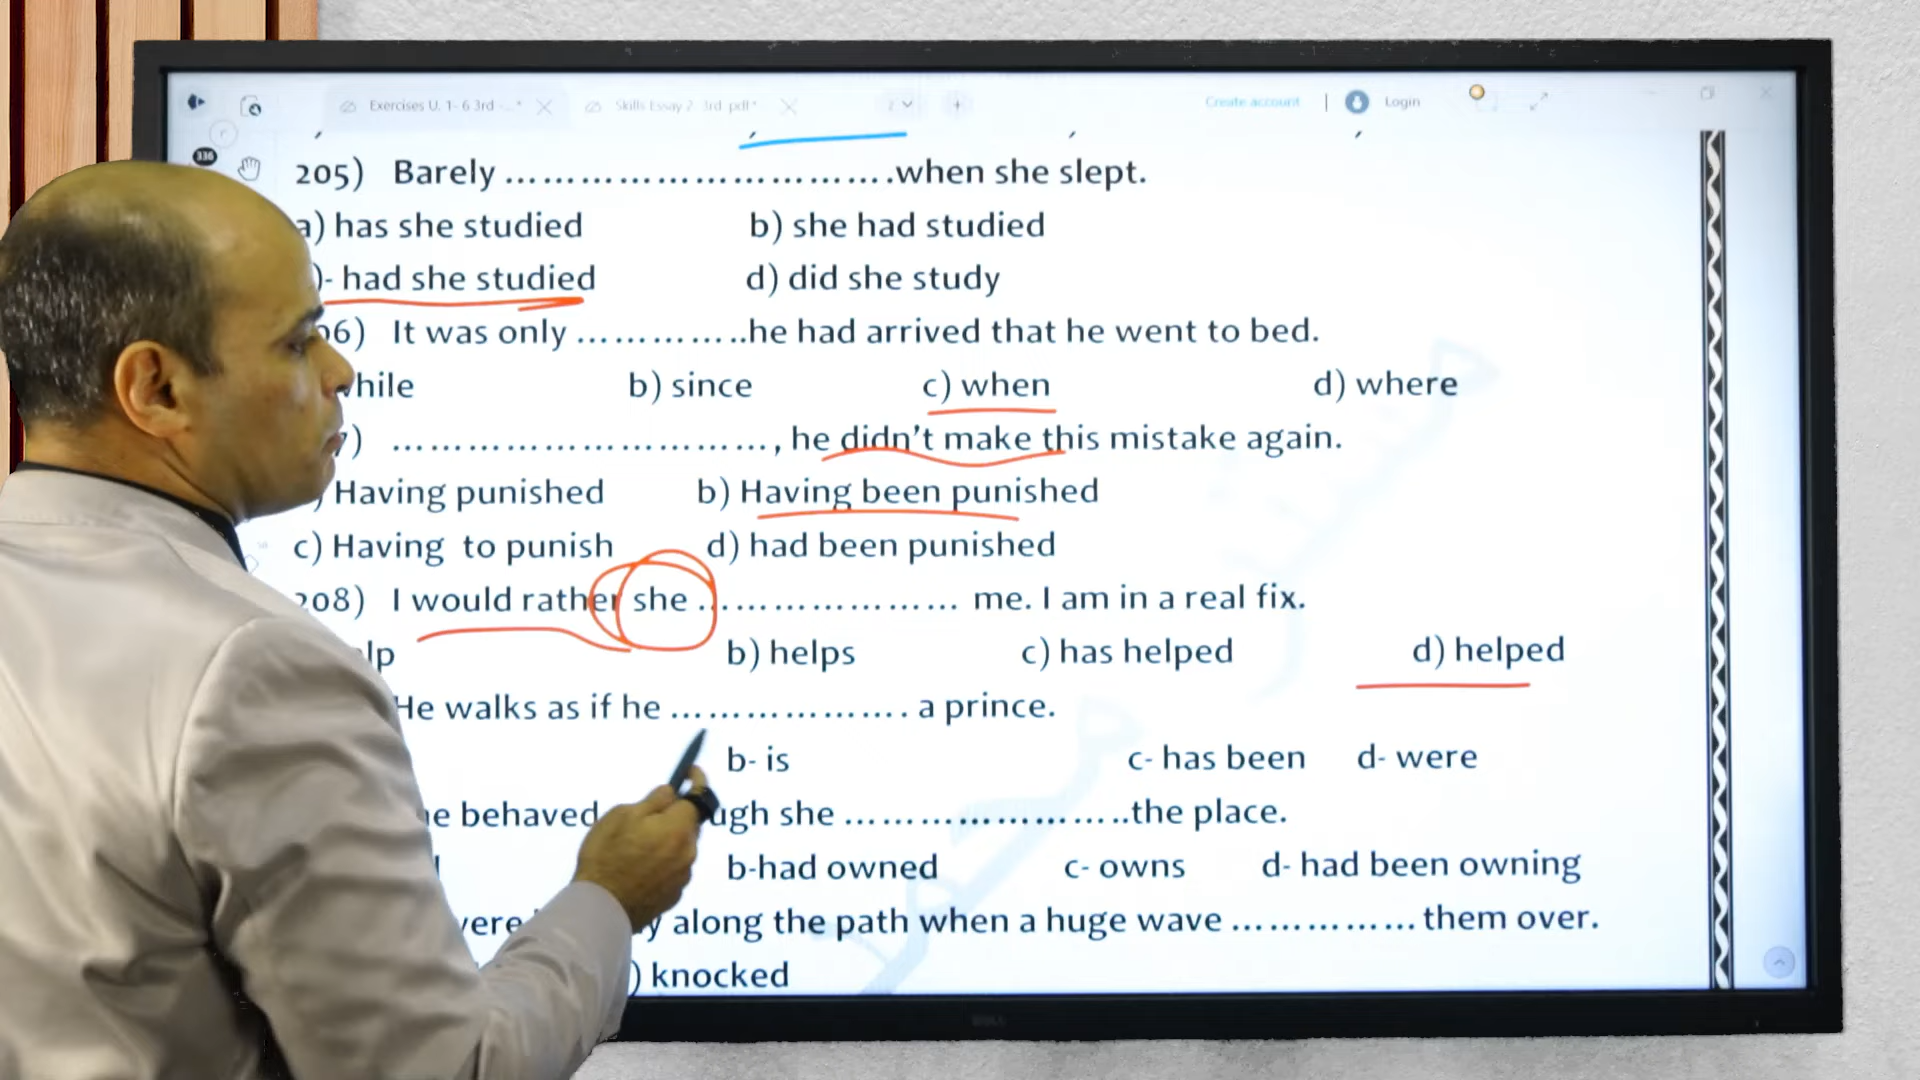 Exercises U. 1- 6 3rd -...* Skills Essay 2 3rd pdf* Create account | Login
336
205) Barely ……………………………….when she slept.
a) has she studied b) she had studied
)- had she studied d) did she study
06) It was only …………..he had arrived that he went to bed.
hile b) since c) when d) where
7) ………………………………, he didn't make this mistake again.
) Having punished b) Having been punished
c) Having to punish d) had been punished
208) I would rather she …………………… me. I am in a real fix.
lp b) helps c) has helped d) helped
He walks as if he ………………… a prince.
b- is c- has been d- were
e behaved ugh she ………………………..the place.
b-had owned c- owns d- had been owning
ere y along the path when a huge wave …………… them over.
) knocked